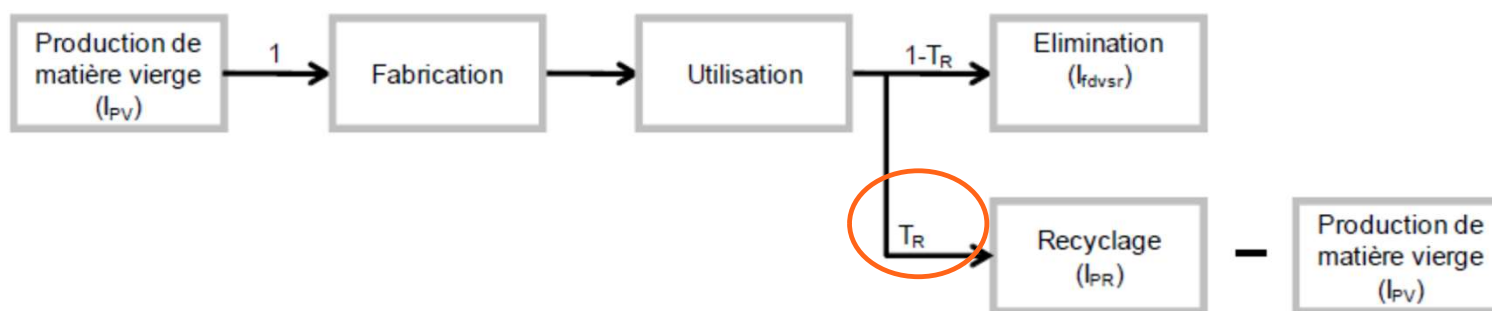 Production de
matière vierge
(IPV)
1
Fabrication
Utilisation
1-TR
Elimination
(Ifdvsr)
TR
Recyclage
(IPR)
Production de
matière vierge
(IPV)